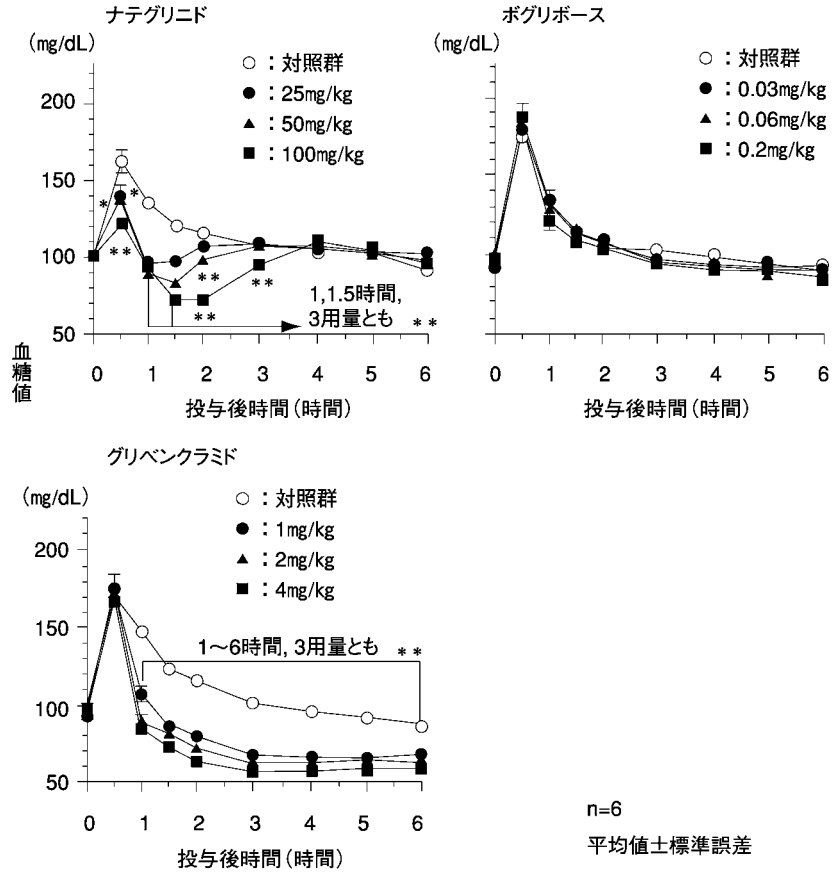 ナテグリニド
(mg/dL)
○:対照群
●:25mg/kg
▲:50mg/kg
■:100mg/kg
200
150
100
50
*
*
**
**
**
**
1,1.5時間,
3用量とも
**
0 1 2 3 4 5 6
投与後時間(時間)
血糖値
ボグリボース
(mg/dL)
○:対照群
●:0.03mg/kg
▲:0.06mg/kg
■:0.2mg/kg
0 1 2 3 4 5 6
投与後時間(時間)
グリベンクラミド
(mg/dL)
○:対照群
●:1mg/kg
▲:2mg/kg
■:4mg/kg
200
150
100
50
1〜6時間, 3用量とも **
0 1 2 3 4 5 6
投与後時間(時間)
n=6
平均値士標準誤差